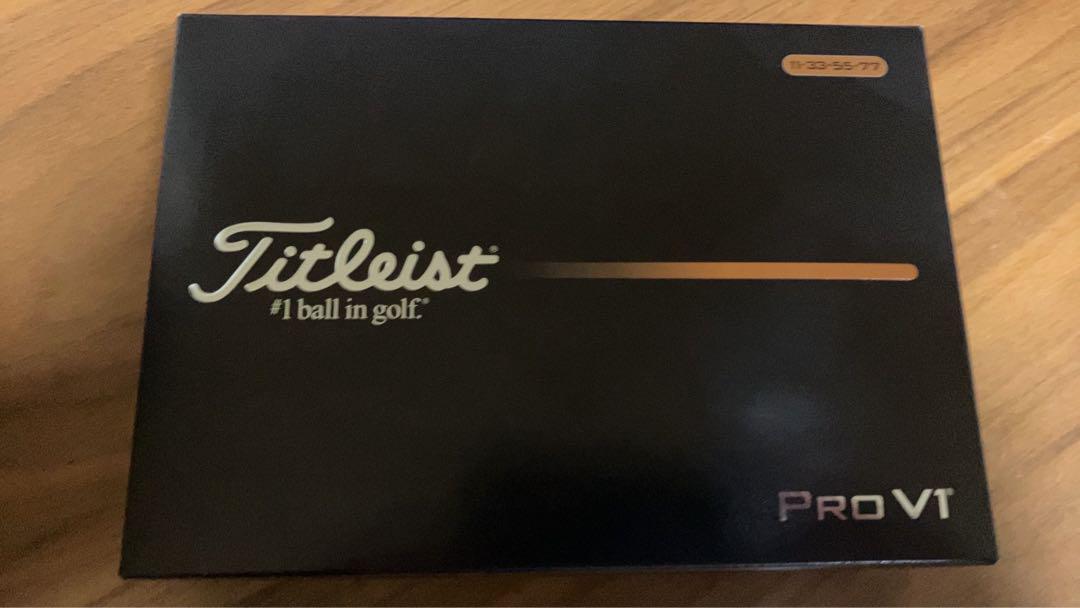 11-33-55-77
Titleist®
#1 ball in golf.®
PRO V1®